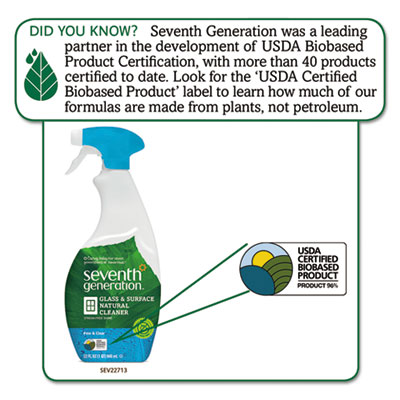 DID YOU KNOW? Seventh Generation was a leading
partner in the development of USDA Biobased
Product Certification, with more than 40 products
certified to date. Look for the ‘USDA Certified
Biobased Product’ label to learn how much of our
formulas are made from plants, not petroleum.
seventh
generation.
GLASS & SURFACE
NATURAL
CLEANER
Free & Clear
USDA
CERTIFIED
BIOBASED
PRODUCT
PRODUCT 96%
SEV22713